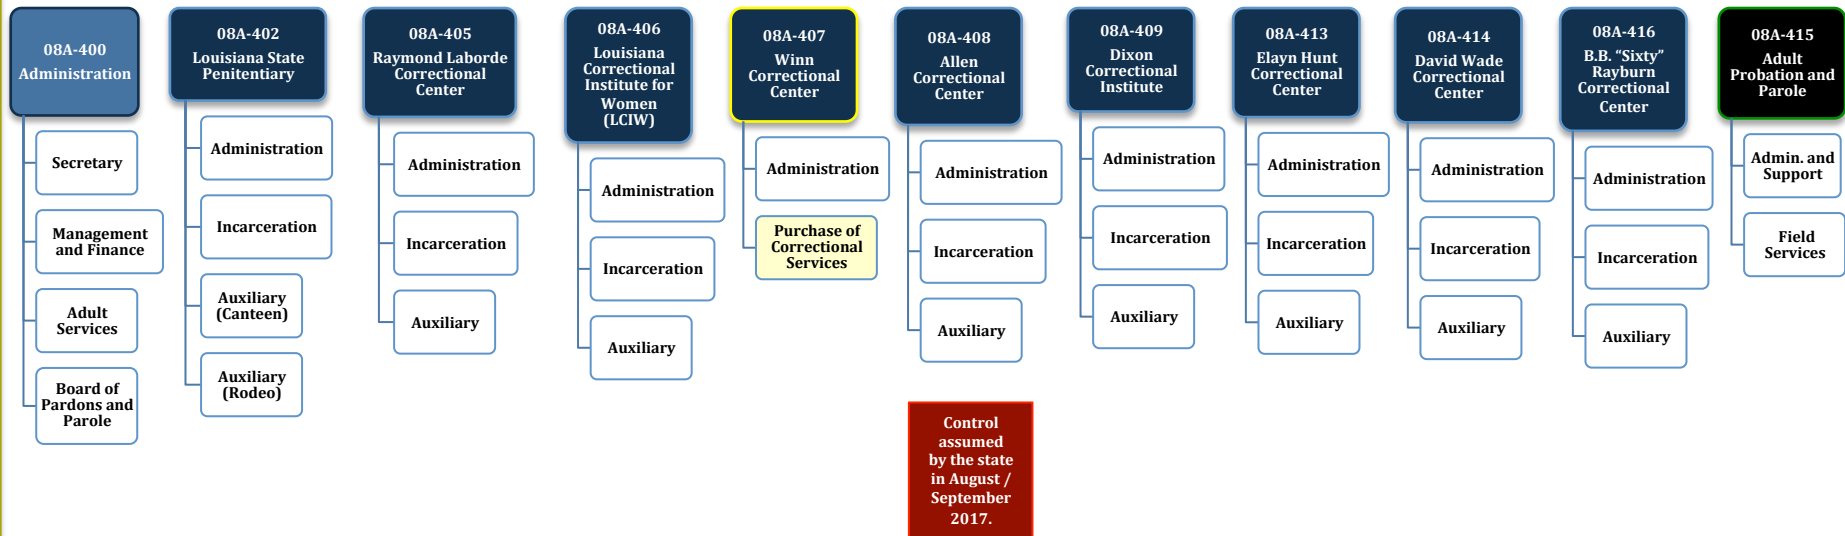 08A-400
Administration
Secretary
Management
and Finance
Adult
Services
Board of
Pardons and
Parole
08A-402
Louisiana State
Penitentiary
Administration
Incarceration
Auxiliary
(Canteen)
Auxiliary
(Rodeo)
08A-405
Raymond Laborde
Correctional
Center
Administration
Incarceration
Auxiliary
08A-406
Louisiana
Correctional
Institute for
Women
(LCIW)
Administration
Incarceration
Auxiliary
08A-407
Winn
Correctional
Center
Administration
Purchase of
Correctional
Services
08A-408
Allen
Correctional
Center
Administration
Incarceration
Auxiliary
Control
assumed
by the state
in August /
September
2017.
08A-409
Dixon
Correctional
Institute
Administration
Incarceration
Auxiliary
08A-413
Elayn Hunt
Correctional
Center
Administration
Incarceration
Auxiliary
08A-414
David Wade
Correctional
Center
Administration
Incarceration
Auxiliary
08A-416
B.B. “Sixty”
Rayburn
Correctional
Center
Administration
Incarceration
Auxiliary
08A-415
Adult
Probation and
Parole
Admin. and
Support
Field
Services